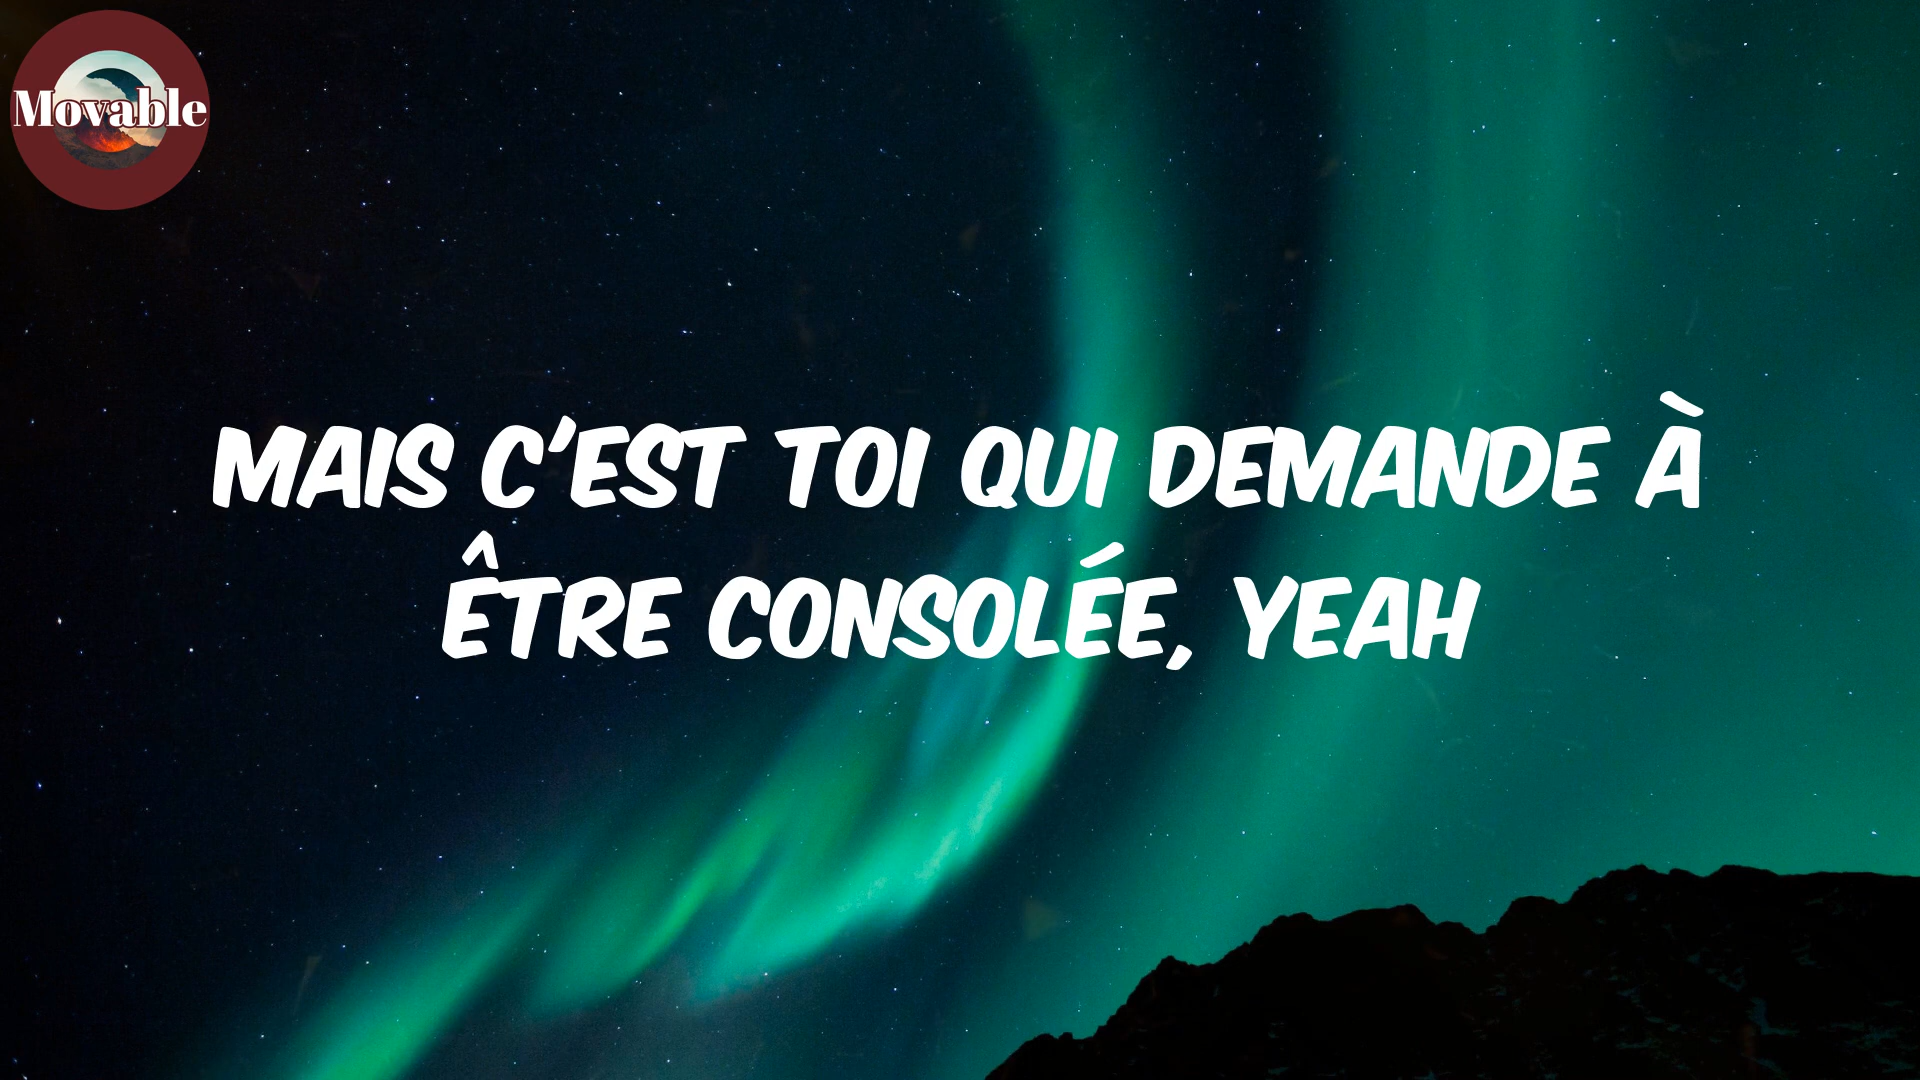 Movable
MAIS C'EST TOI QUI DEMANDE À
ÊTRE CONSOLÉE, YEAH